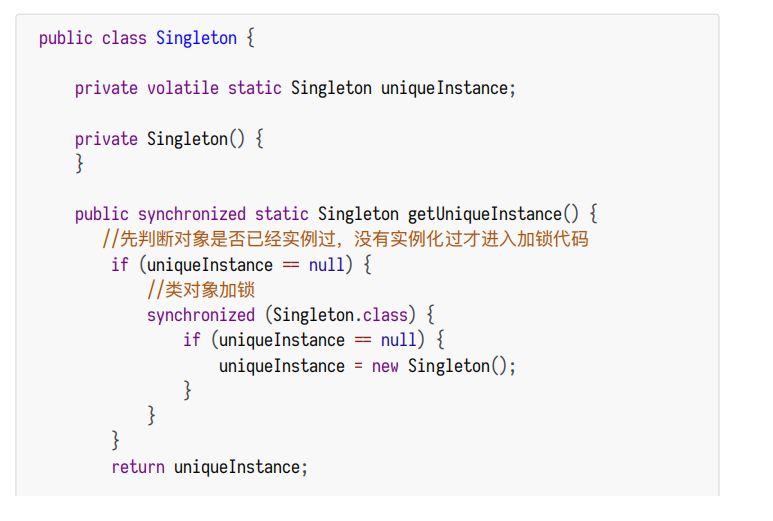 public class Singleton {
private volatile static Singleton uniqueInstance;
private Singleton() {
}
public synchronized static Singleton getUniqueInstance() {
//先判断对象是否已经实例过，没有实例化过才进入加锁代码
if (uniqueInstance == null) {
//类对象加锁
synchronized (Singleton.class) {
if (uniqueInstance == null) {
uniqueInstance = new Singleton();
}
}
}
return uniqueInstance;